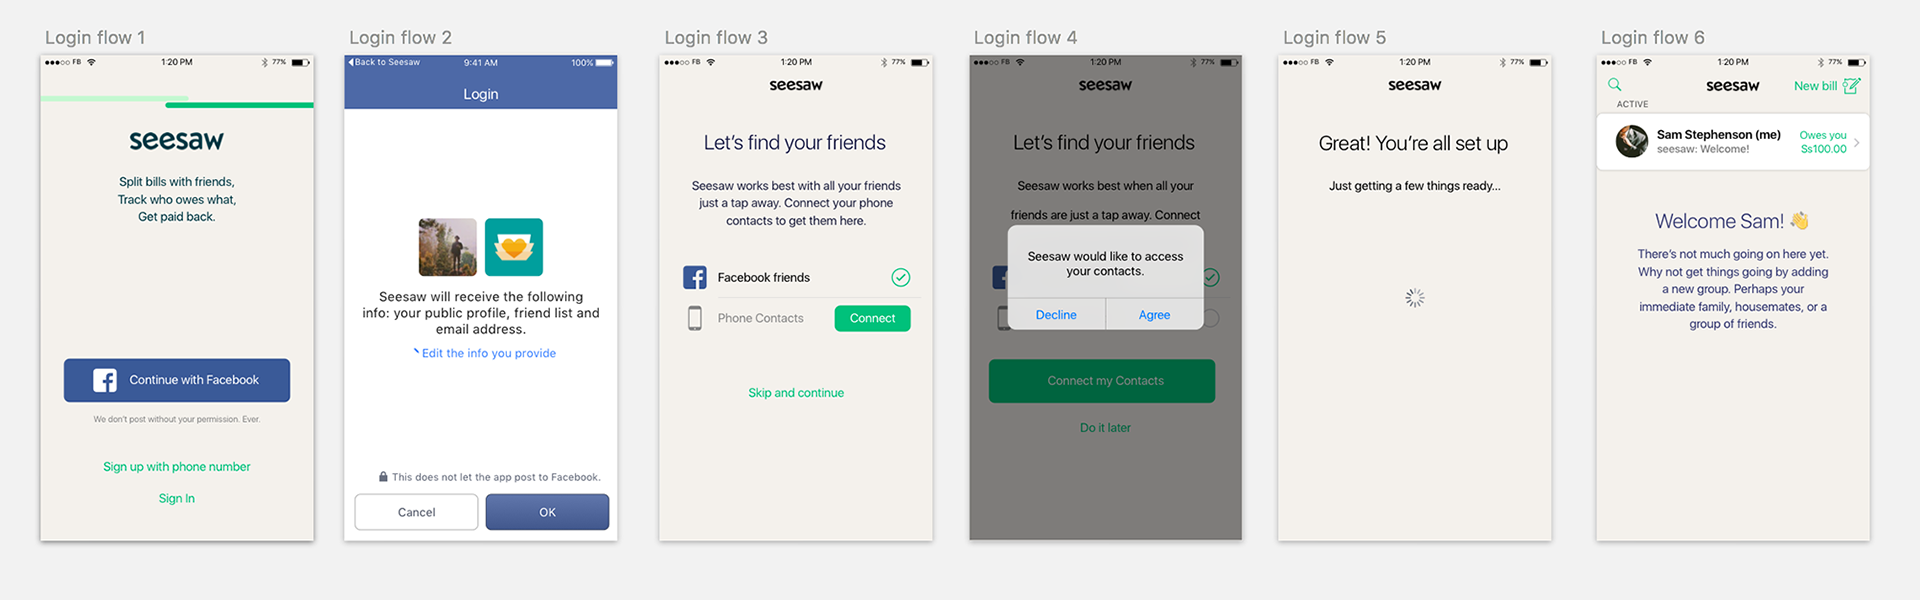 Login flow 1
FB
1:20 PM
77%
seesaw
Split bills with friends,
Track who owes what,
Get paid back.
Continue with Facebook
We don't post without your permission. Ever.
Sign up with phone number
Sign In
Login flow 2
Back to Seesaw
9:41 AM
100%
Login
Seesaw will receive the following
info: your public profile, friend list and
email address.
Edit the info you provide
This does not let the app post to Facebook.
Cancel
OK
Login flow 3
FB
1:20 PM
77%
seesaw
Let's find your friends
Seesaw works best with all your friends
just a tap away. Connect your phone
contacts to get them here.
Facebook friends
Phone Contacts
Connect
Skip and continue
Login flow 4
FB
1:20 PM
77%
seesaw
Let's find your friends
Seesaw works best when all your
friends are just a tap away. Connect
Seesaw would like to access
your contacts.
Decline
Agree
Connect my Contacts
Do it later
Login flow 5
FB
1:20 PM
77%
seesaw
Great! You're all set up
Just getting a few things ready...
Login flow 6
FB
1:20 PM
77%
seesaw
New bill
ACTIVE
Sam Stephenson (me)
Owes you
seesaw: Welcome!
Ss100.00
Welcome Sam! 👋
There's not much going on here yet.
Why not get things going by adding
a new group. Perhaps your
immediate family, housemates, or a
group of friends.